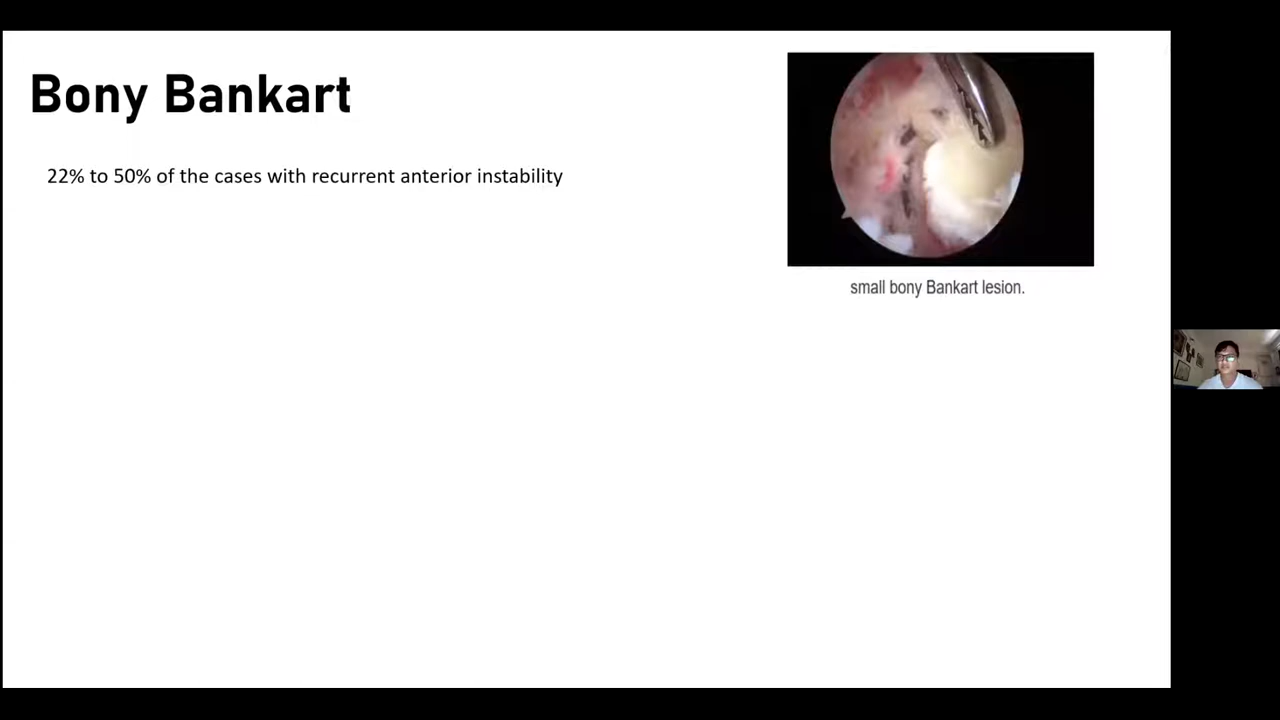 Bony Bankart
22% to 50% of the cases with recurrent anterior instability
small bony Bankart lesion.